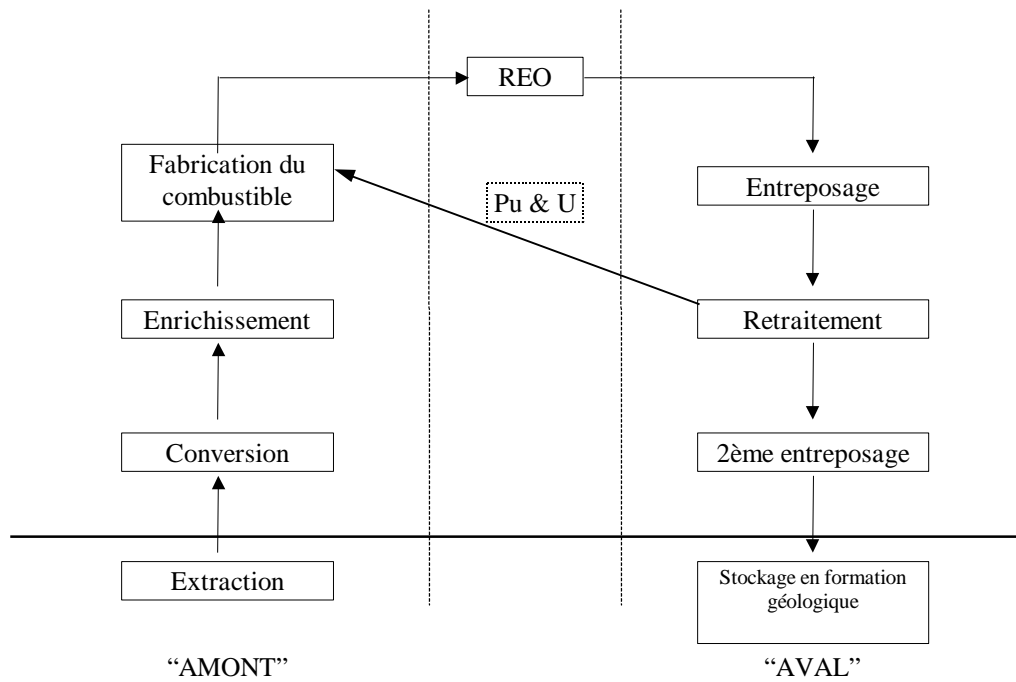 REO
Fabrication du
combustible
Entreposage
Pu & U
Enrichissement
Retraitement
Conversion
2ème entreposage
Extraction
Stockage en formation
géologique
“AMONT”
“AVAL”